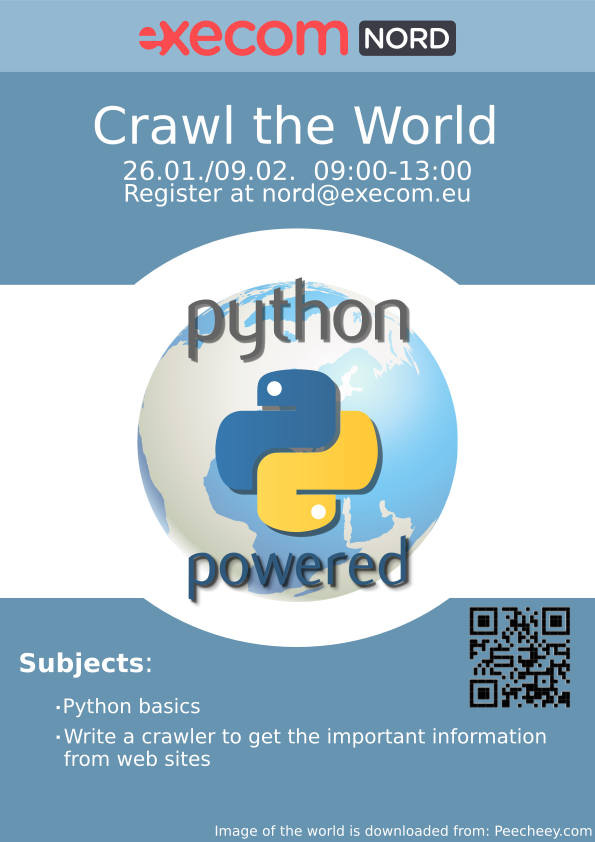 execom NORD
Crawl the World
26.01./09.02. 09:00-13:00
Register at nord@execom.eu
python
powered
Subjects:
·Python basics
·Write a crawler to get the important information
from web sites
Image of the world is downloaded from: Peecheey.com